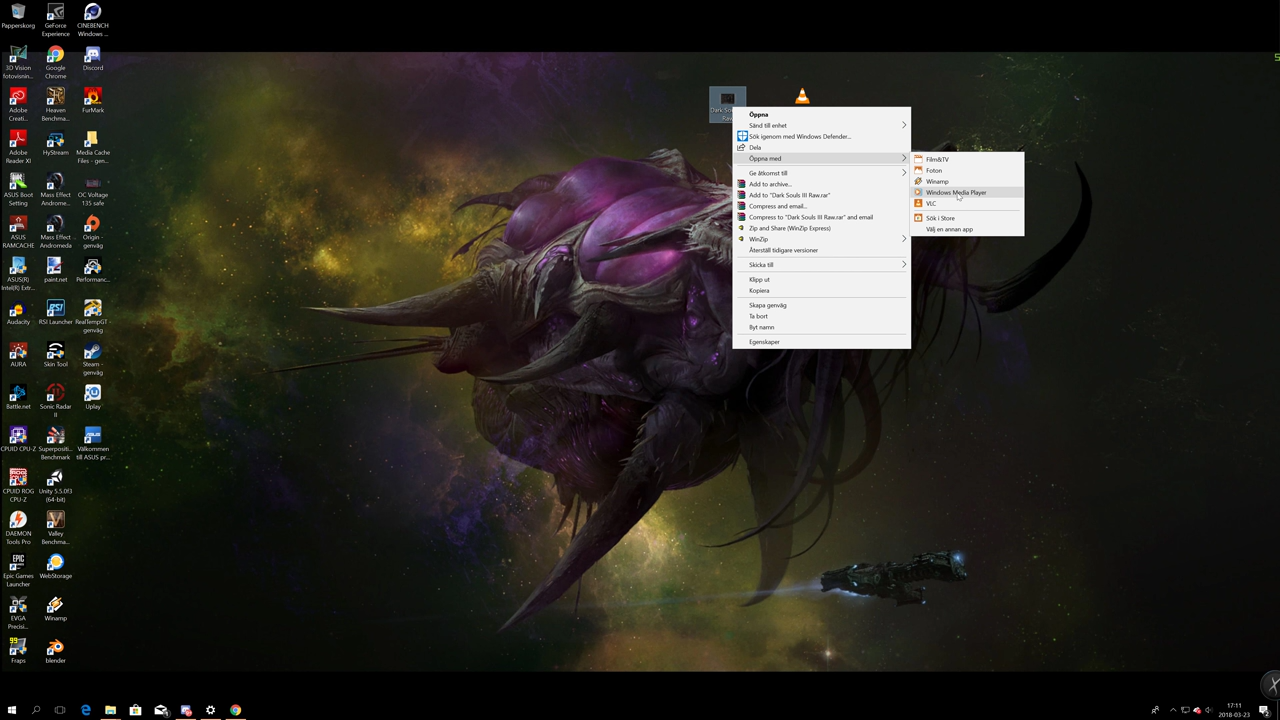 Papperskorg
GeForce
Experience
CINEBENCH
Windows ...
3D Vision
fotovisnin...
Google
Chrome
Discord
Adobe
Creati...
Heaven
Benchma...
FurMark
Adobe
Reader XI
HyStream
Media Cache
Files - gen...
ASUS Boot
Setting
Mass Effect
Androme...
OC Voltage
135 safe
ASUS
RAMCACHE
Mass Effect
Andromeda
Origin -
genväg
ASUS(R)
Intel(R) Extr...
paint.net
Performanc...
Audacity
RSI Launcher
RealTempGT -
genväg
AURA
Skin Tool
Steam -
genväg
Battle.net
Sonic Radar
II
Uplay
CPUID CPU-Z
Superpositi...
Benchmark
Välkommen
till ASUS pr...
CPUID ROG
CPU-Z
Unity 5.5.0f3
(64-bit)
DAEMON
Tools Pro
Valley
Benchma...
Epic Games
Launcher
WebStorage
EVGA
Precisi...
Winamp
Fraps
blender
Öppna
Sänd till enhet
Sök igenom med Windows Defender...
Dela
Öppna med
Ge åtkomst till
Add to archive...
Add to "Dark Souls III Raw.rar"
Compress and email...
Compress to "Dark Souls III Raw.rar" and email
Zip and Share (WinZip Express)
WinZip
Återställ tidigare versioner
Skicka till
Klipp ut
Kopiera
Skapa genväg
Ta bort
Byt namn
Egenskaper
Film&TV
Foton
Winamp
Windows Media Player
VLC
Sök i Store
Välj en annan app
17:11
2018-03-23